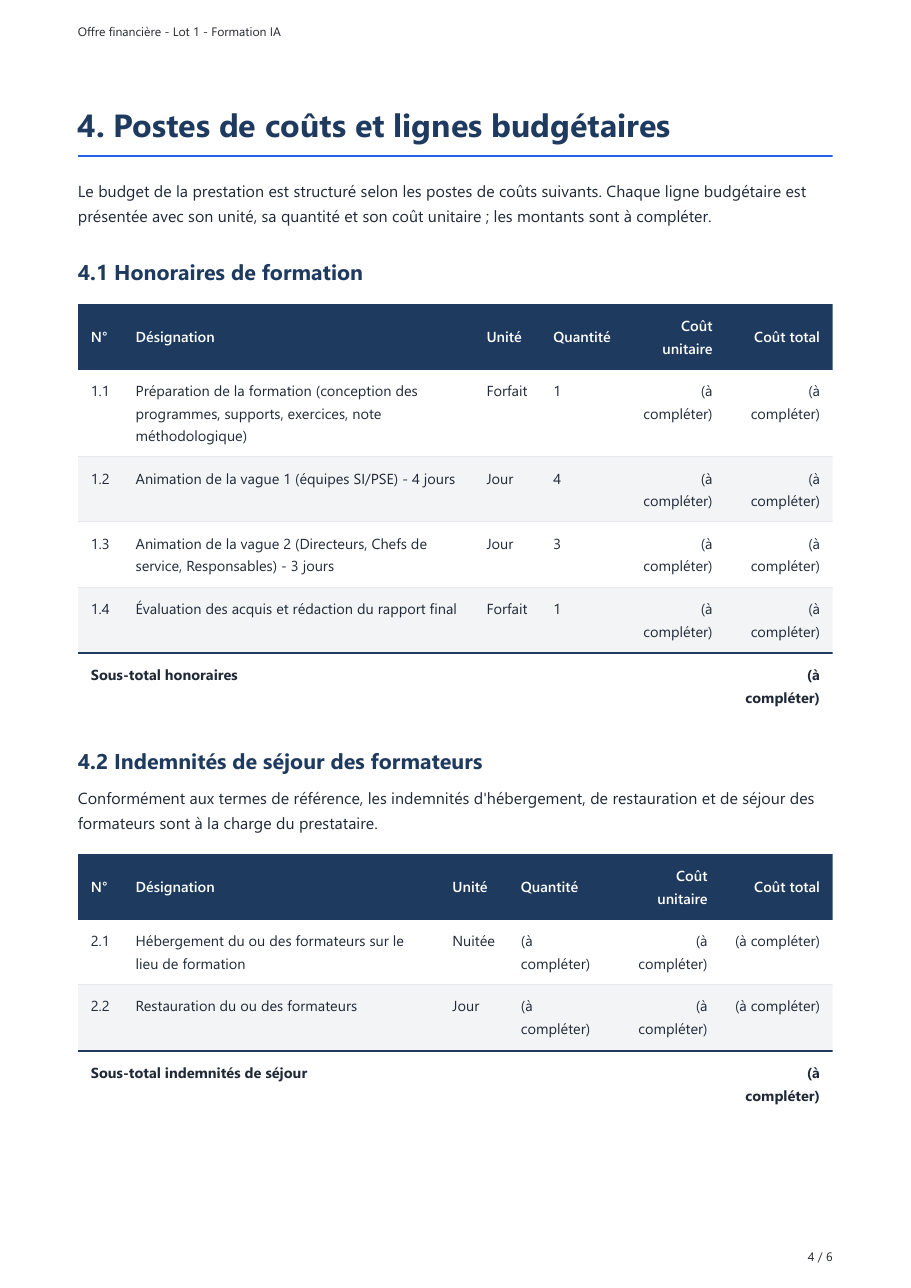 Offre financière - Lot 1 - Formation IA
4. Postes de coûts et lignes budgétaires
Le budget de la prestation est structuré selon les postes de coûts suivants. Chaque ligne budgétaire est
présentée avec son unité, sa quantité et son coût unitaire ; les montants sont à compléter.
4.1 Honoraires de formation
N° Désignation Unité Quantité Coût unitaire Coût total
1.1 Préparation de la formation (conception des programmes, supports, exercices, note méthodologique) Forfait 1 (à compléter) (à compléter)
1.2 Animation de la vague 1 (équipes SI/PSE) - 4 jours Jour 4 (à compléter) (à compléter)
1.3 Animation de la vague 2 (Directeurs, Chefs de service, Responsables) - 3 jours Jour 3 (à compléter) (à compléter)
1.4 Évaluation des acquis et rédaction du rapport final Forfait 1 (à compléter) (à compléter)
Sous-total honoraires (à compléter)
4.2 Indemnités de séjour des formateurs
Conformément aux termes de référence, les indemnités d'hébergement, de restauration et de séjour des
formateurs sont à la charge du prestataire.
N° Désignation Unité Quantité Coût unitaire Coût total
2.1 Hébergement du ou des formateurs sur le lieu de formation Nuitée (à compléter) (à compléter) (à compléter)
2.2 Restauration du ou des formateurs Jour (à compléter) (à compléter) (à compléter)
Sous-total indemnités de séjour (à compléter)
4 / 6